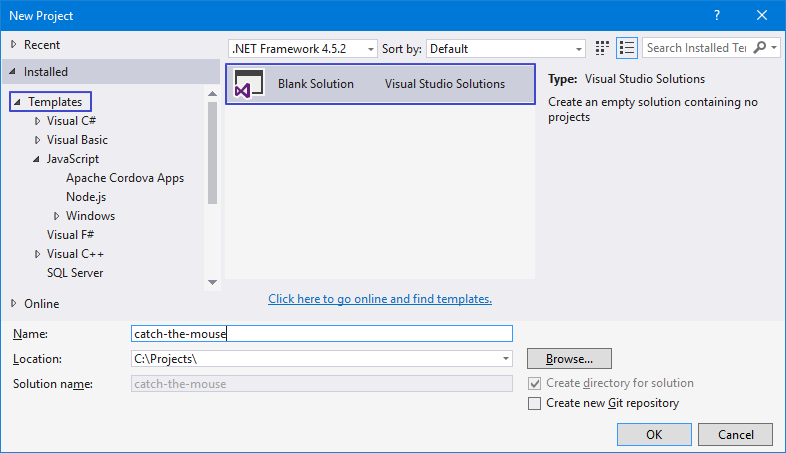 New Project
?
Recent
.NET Framework 4.5.2
Sort by:
Default
Search Installed Ter
Installed
Templates
Visual C#
Visual Basic
JavaScript
Apache Cordova Apps
Node.js
Windows
Visual F#
Visual C++
SQL Server
Online
Blank Solution
Visual Studio Solutions
Type: Visual Studio Solutions
Create an empty solution containing no
projects
Click here to go online and find templates.
Name:
catch-the-mouse
Location:
C:\Projects\
Browse...
Solution name:
catch-the-mouse
Create directory for solution
Create new Git repository
OK
Cancel